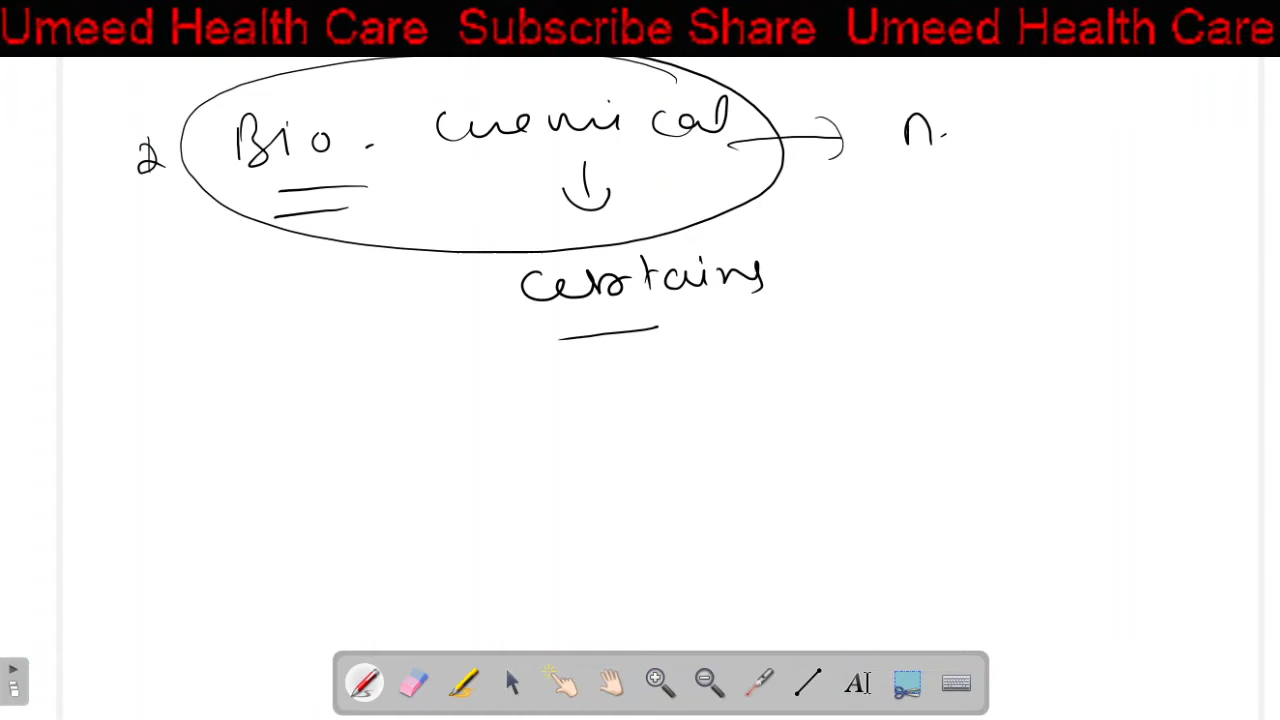 Umeed Health Care Subscribe Share Umeed Health Care
2 Bio. Chemical → n.
↓
certains